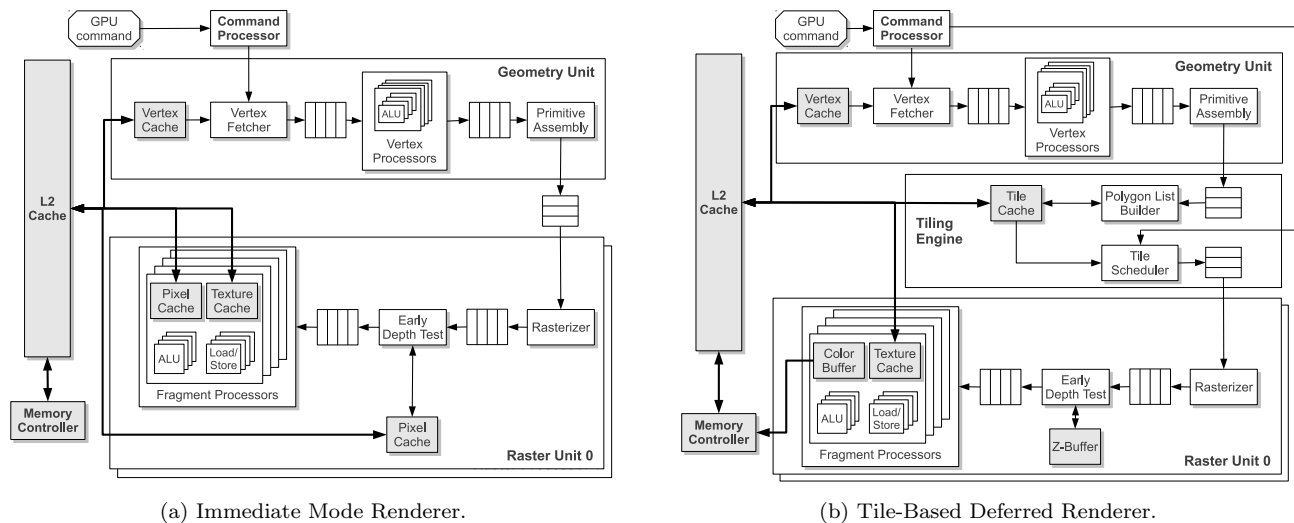 GPU
command
Command
Processor
Geometry Unit
Vertex
Cache
Vertex
Fetcher
ALU
Vertex
Processors
Primitive
Assembly
L2
Cache
Pixel
Cache
Texture
Cache
ALU
Load/
Store
Fragment Processors
Early
Depth Test
Rasterizer
Pixel
Cache
Memory
Controller
Raster Unit 0
(a) Immediate Mode Renderer.
GPU
command
Command
Processor
Geometry Unit
Vertex
Cache
Vertex
Fetcher
ALU
Vertex
Processors
Primitive
Assembly
L2
Cache
Tiling
Engine
Tile
Cache
Polygon List
Builder
Tile
Scheduler
Color
Buffer
Texture
Cache
ALU
Load/
Store
Fragment Processors
Early
Depth Test
Rasterizer
Z-Buffer
Memory
Controller
Raster Unit 0
(b) Tile-Based Deferred Renderer.